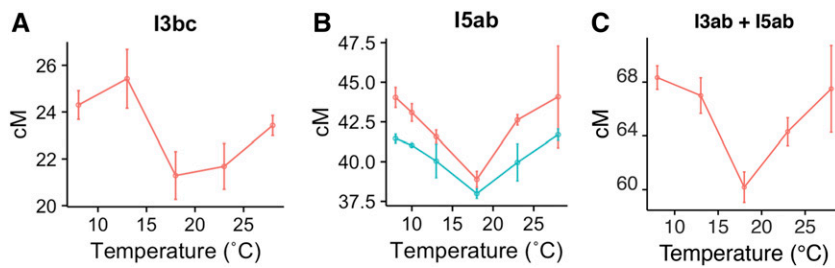 A I3bc
cM
26
24
22
20
10 15 20 25
Temperature (˚C)
B I5ab
cM
47.5
45.0
42.5
40.0
37.5
10 15 20 25
Temperature (˚C)
C I3ab + I5ab
cM
68
64
60
10 15 20 25
Temperature (°C)